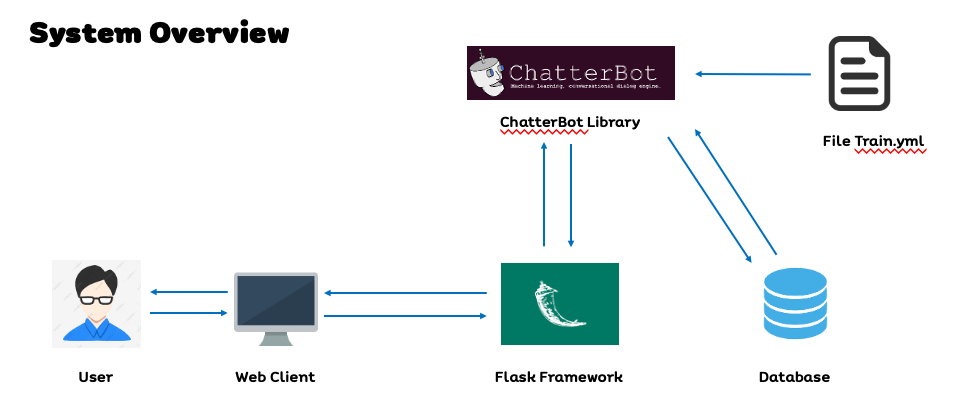 System Overview
ChatterBot
Machine learning, conversational dialog engine.
ChatterBot Library
File Train.yml
User
Web Client
Flask Framework
Database